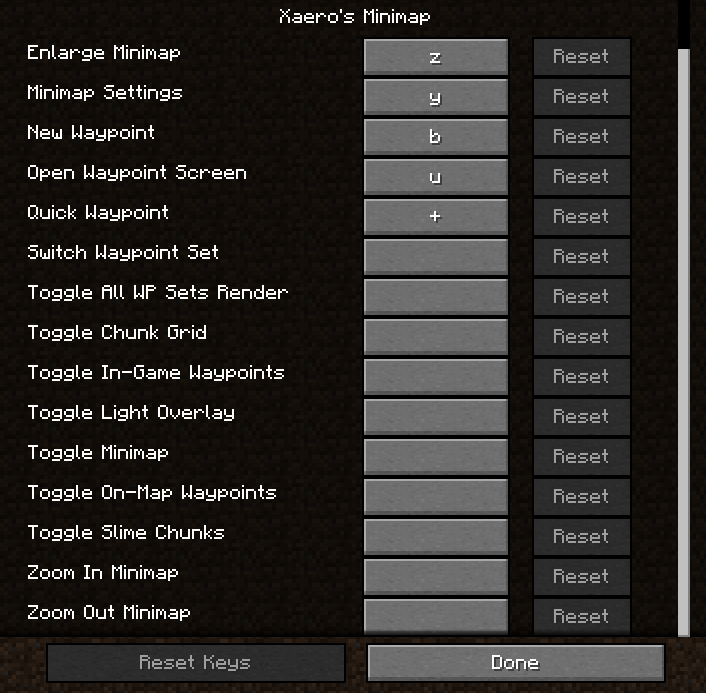 Xaero's Minimap
Enlarge Minimap z Reset
Minimap Settings y Reset
New Waypoint b Reset
Open Waypoint Screen u Reset
Quick Waypoint + Reset
Switch Waypoint Set Reset
Toggle All WP Sets Render Reset
Toggle Chunk Grid Reset
Toggle In-Game Waypoints Reset
Toggle Light Overlay Reset
Toggle Minimap Reset
Toggle On-Map Waypoints Reset
Toggle Slime Chunks Reset
Zoom In Minimap Reset
Zoom Out Minimap Reset
Reset Keys Done